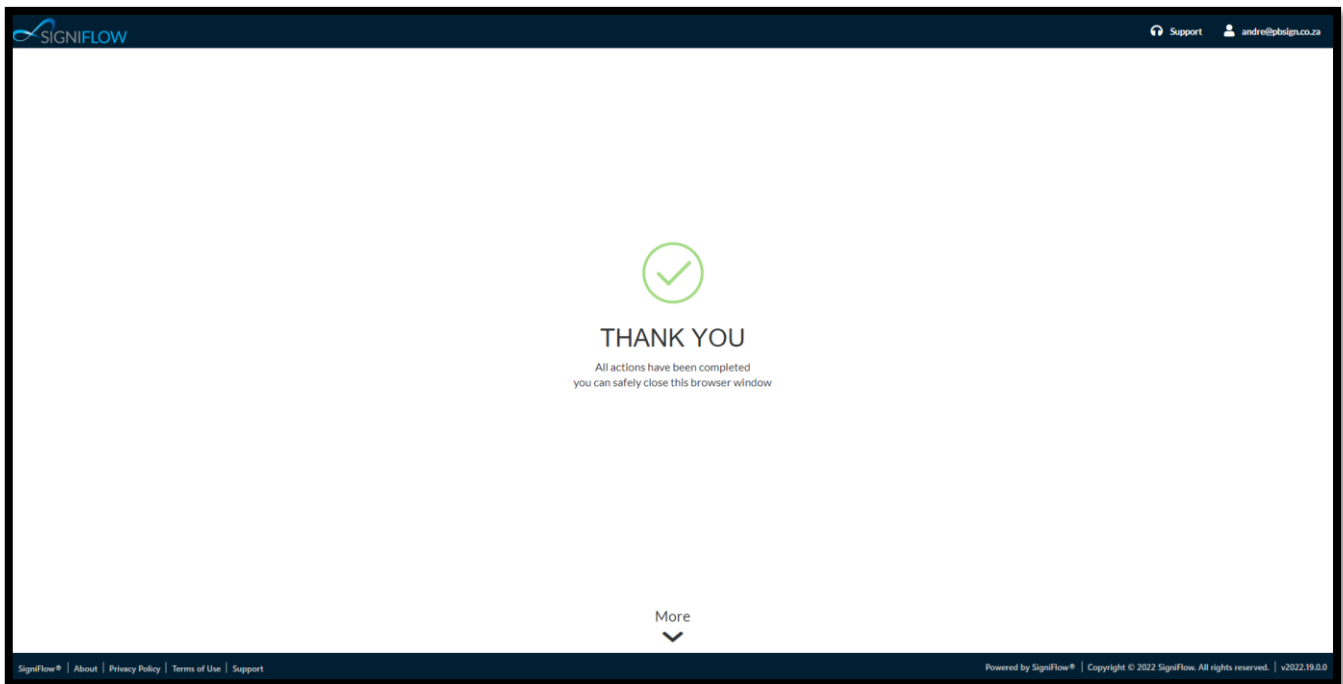 SIGNIFLOW
Support
andre@pbsign.co.za
THANK YOU
All actions have been completed
you can safely close this browser window
More
SigniFlow® | About | Privacy Policy | Terms of Use | Support
Powered by SigniFlow® | Copyright © 2022 SigniFlow. All rights reserved. | v2022.19.0.0